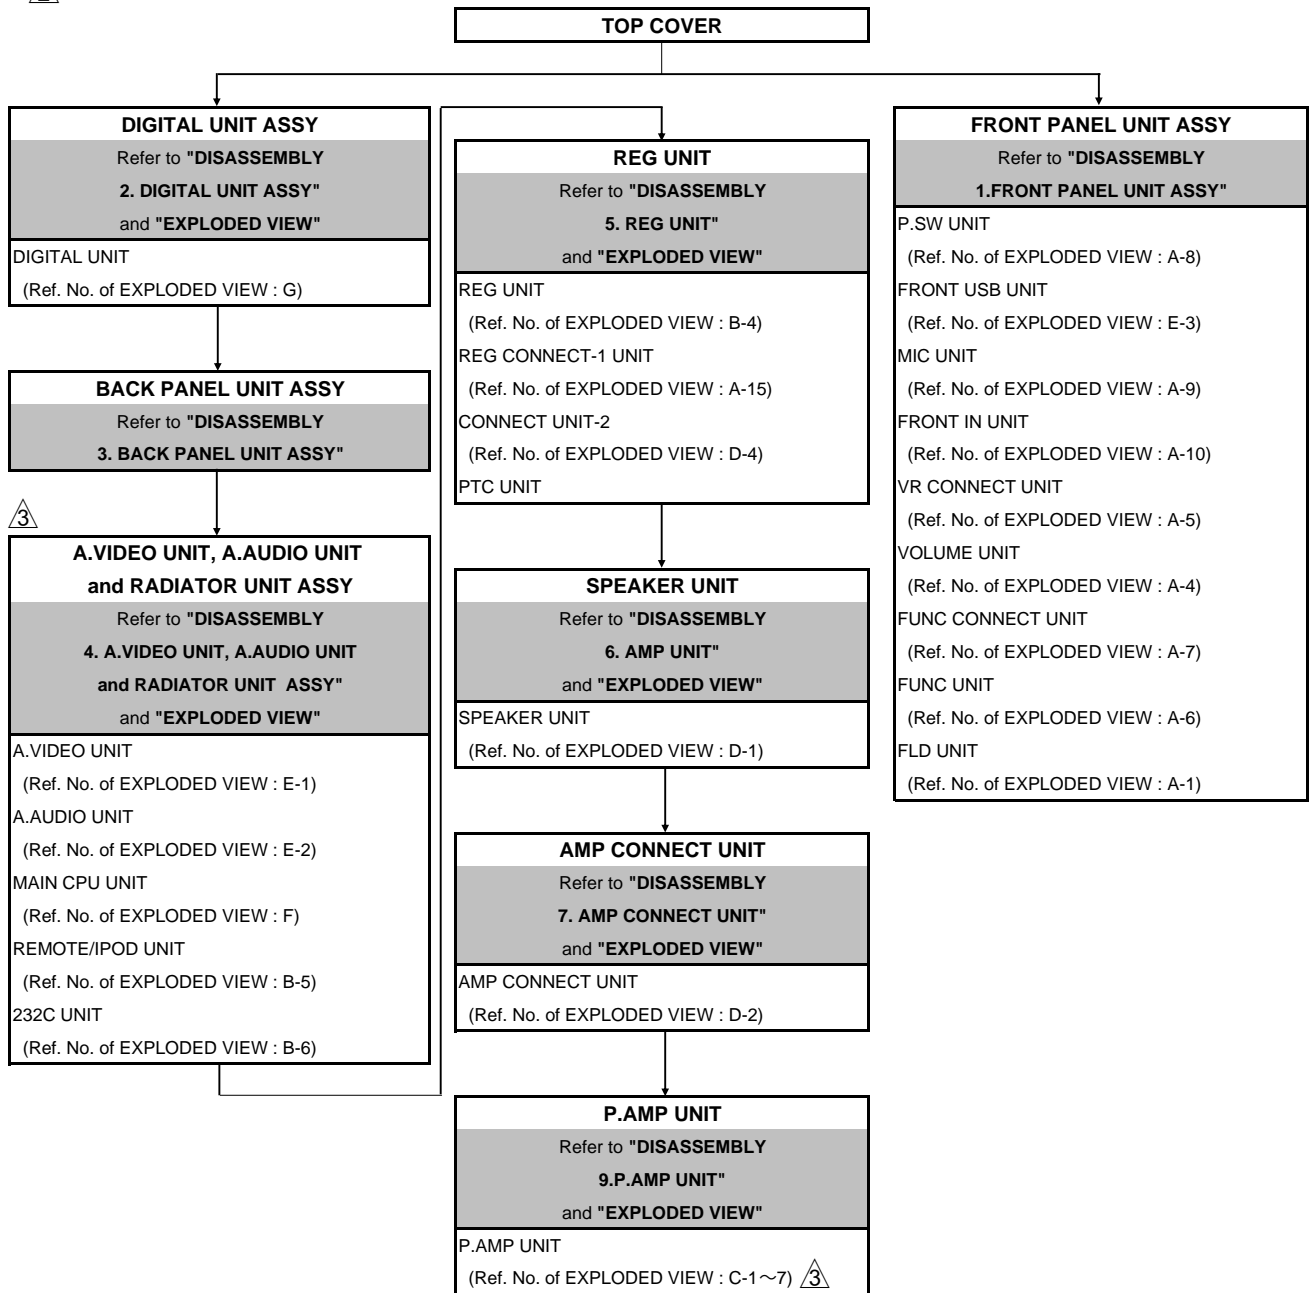 TOP COVER
DIGITAL UNIT ASSY
Refer to "DISASSEMBLY
2. DIGITAL UNIT ASSY"
and "EXPLODED VIEW"
DIGITAL UNIT
(Ref. No. of EXPLODED VIEW : G)
BACK PANEL UNIT ASSY
Refer to "DISASSEMBLY
3. BACK PANEL UNIT ASSY"
3
A.VIDEO UNIT, A.AUDIO UNIT
and RADIATOR UNIT ASSY
Refer to "DISASSEMBLY
4. A.VIDEO UNIT, A.AUDIO UNIT
and RADIATOR UNIT ASSY"
and "EXPLODED VIEW"
A.VIDEO UNIT
(Ref. No. of EXPLODED VIEW : E-1)
A.AUDIO UNIT
(Ref. No. of EXPLODED VIEW : E-2)
MAIN CPU UNIT
(Ref. No. of EXPLODED VIEW : F)
REMOTE/IPOD UNIT
(Ref. No. of EXPLODED VIEW : B-5)
232C UNIT
(Ref. No. of EXPLODED VIEW : B-6)
REG UNIT
Refer to "DISASSEMBLY
5. REG UNIT"
and "EXPLODED VIEW"
REG UNIT
(Ref. No. of EXPLODED VIEW : B-4)
REG CONNECT-1 UNIT
(Ref. No. of EXPLODED VIEW : A-15)
CONNECT UNIT-2
(Ref. No. of EXPLODED VIEW : D-4)
PTC UNIT
SPEAKER UNIT
Refer to "DISASSEMBLY
6. AMP UNIT"
and "EXPLODED VIEW"
SPEAKER UNIT
(Ref. No. of EXPLODED VIEW : D-1)
AMP CONNECT UNIT
Refer to "DISASSEMBLY
7. AMP CONNECT UNIT"
and "EXPLODED VIEW"
AMP CONNECT UNIT
(Ref. No. of EXPLODED VIEW : D-2)
P.AMP UNIT
Refer to "DISASSEMBLY
9.P.AMP UNIT"
and "EXPLODED VIEW"
P.AMP UNIT
(Ref. No. of EXPLODED VIEW : C-1～7) 3
FRONT PANEL UNIT ASSY
Refer to "DISASSEMBLY
1.FRONT PANEL UNIT ASSY"
P.SW UNIT
(Ref. No. of EXPLODED VIEW : A-8)
FRONT USB UNIT
(Ref. No. of EXPLODED VIEW : E-3)
MIC UNIT
(Ref. No. of EXPLODED VIEW : A-9)
FRONT IN UNIT
(Ref. No. of EXPLODED VIEW : A-10)
VR CONNECT UNIT
(Ref. No. of EXPLODED VIEW : A-5)
VOLUME UNIT
(Ref. No. of EXPLODED VIEW : A-4)
FUNC CONNECT UNIT
(Ref. No. of EXPLODED VIEW : A-7)
FUNC UNIT
(Ref. No. of EXPLODED VIEW : A-6)
FLD UNIT
(Ref. No. of EXPLODED VIEW : A-1)